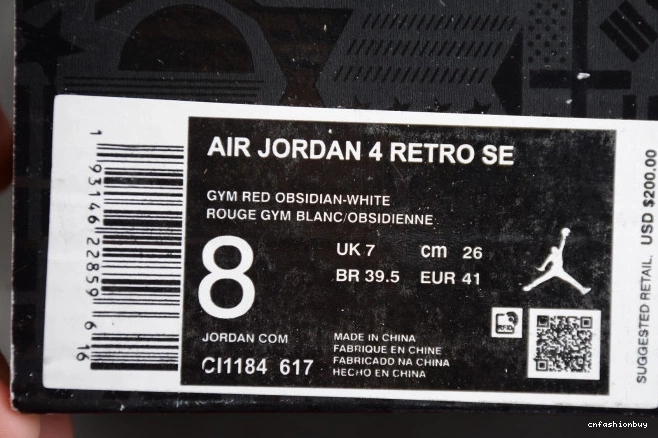 AIR JORDAN 4 RETRO SE
GYM RED OBSIDIAN-WHITE
ROUGE GYM BLANC/OBSIDIENNE
8
UK 7 cm 26
BR 39.5 EUR 41
JORDAN COM
CI1184 617
MADE IN CHINA
FABRIQUE EN CHINE
FABRICADO NA CHINA
HECHO EN CHINA
RFID
1 93146 22859 6 16
SUGGESTED RETAIL. USD $200.00
cnfashionbuy